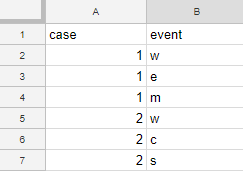 A B
1 case event
2 1 w
3 1 e
4 1 m
5 2 w
6 2 c
7 2 s